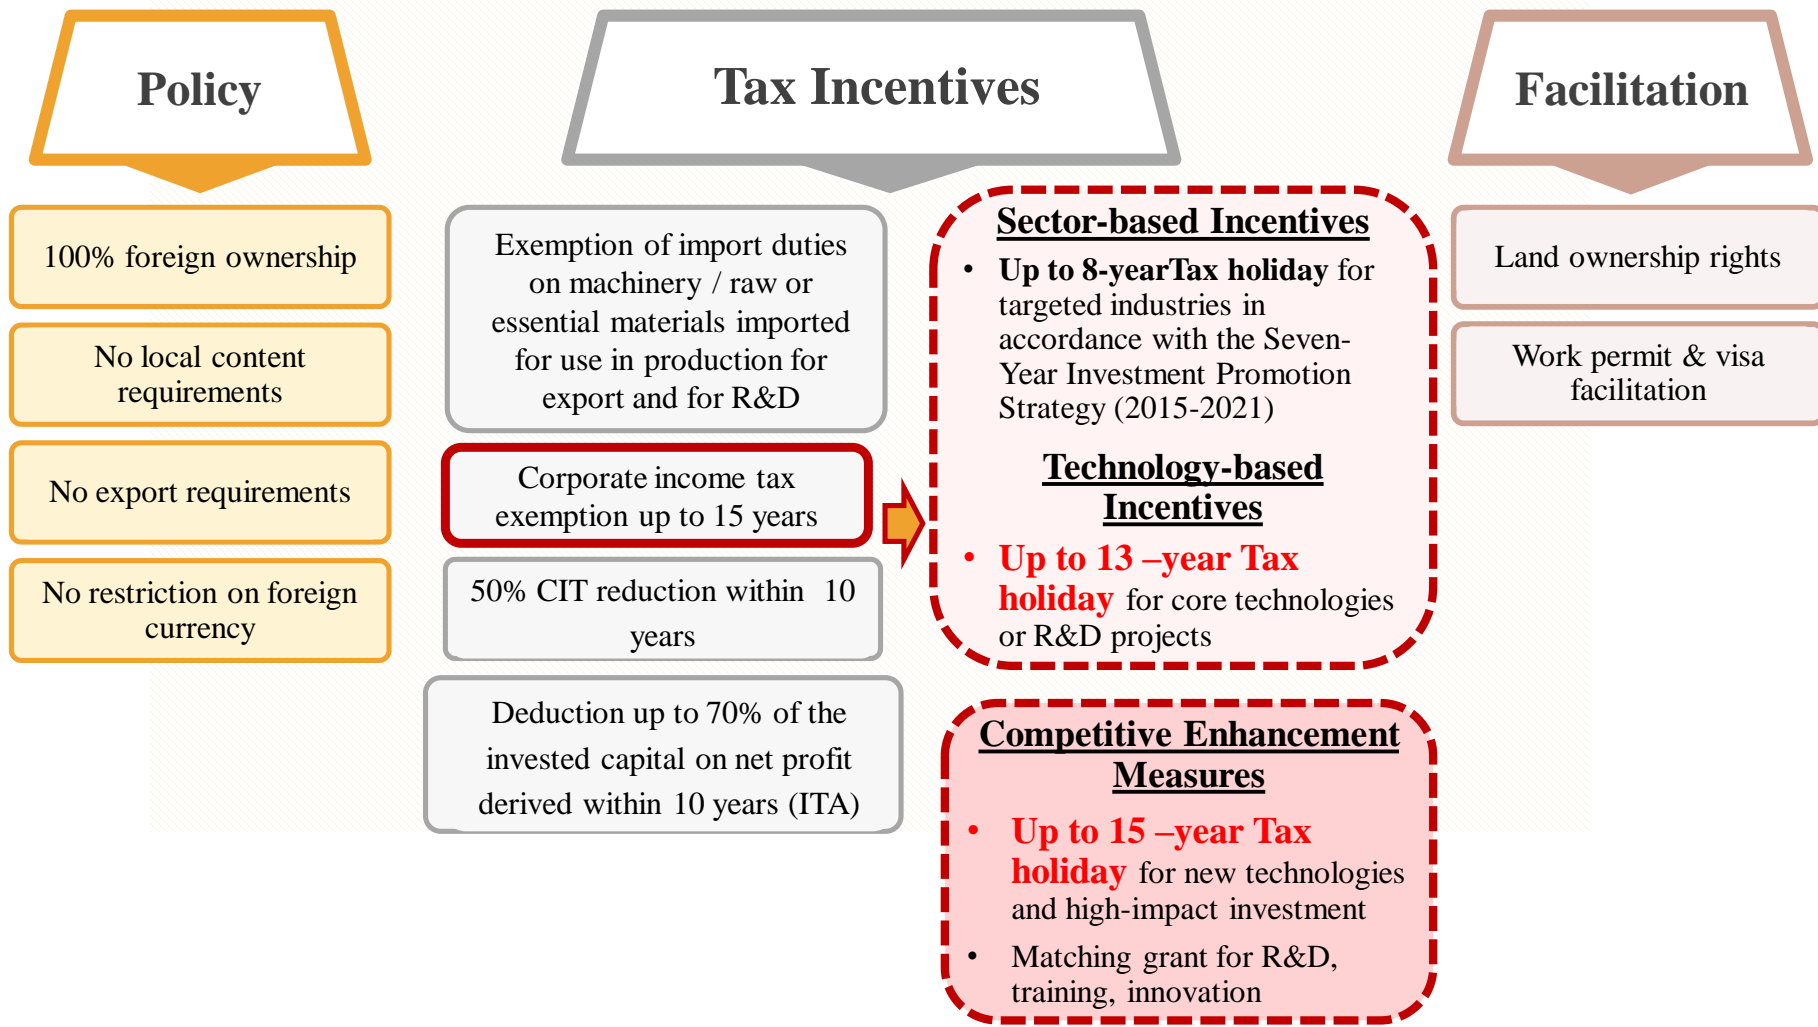 Policy
100% foreign ownership
No local content
requirements
No export requirements
No restriction on foreign
currency
Tax Incentives
Exemption of import duties
on machinery / raw or
essential materials imported
for use in production for
export and for R&D
Corporate income tax
exemption up to 15 years
50% CIT reduction within 10
years
Deduction up to 70% of the
invested capital on net profit
derived within 10 years (ITA)
Sector-based Incentives
• Up to 8-yearTax holiday for
targeted industries in
accordance with the Seven-
Year Investment Promotion
Strategy (2015-2021)
Technology-based
Incentives
• Up to 13 –year Tax
holiday for core technologies
or R&D projects
Competitive Enhancement
Measures
• Up to 15 –year Tax
holiday for new technologies
and high-impact investment
• Matching grant for R&D,
training, innovation
Facilitation
Land ownership rights
Work permit & visa
facilitation